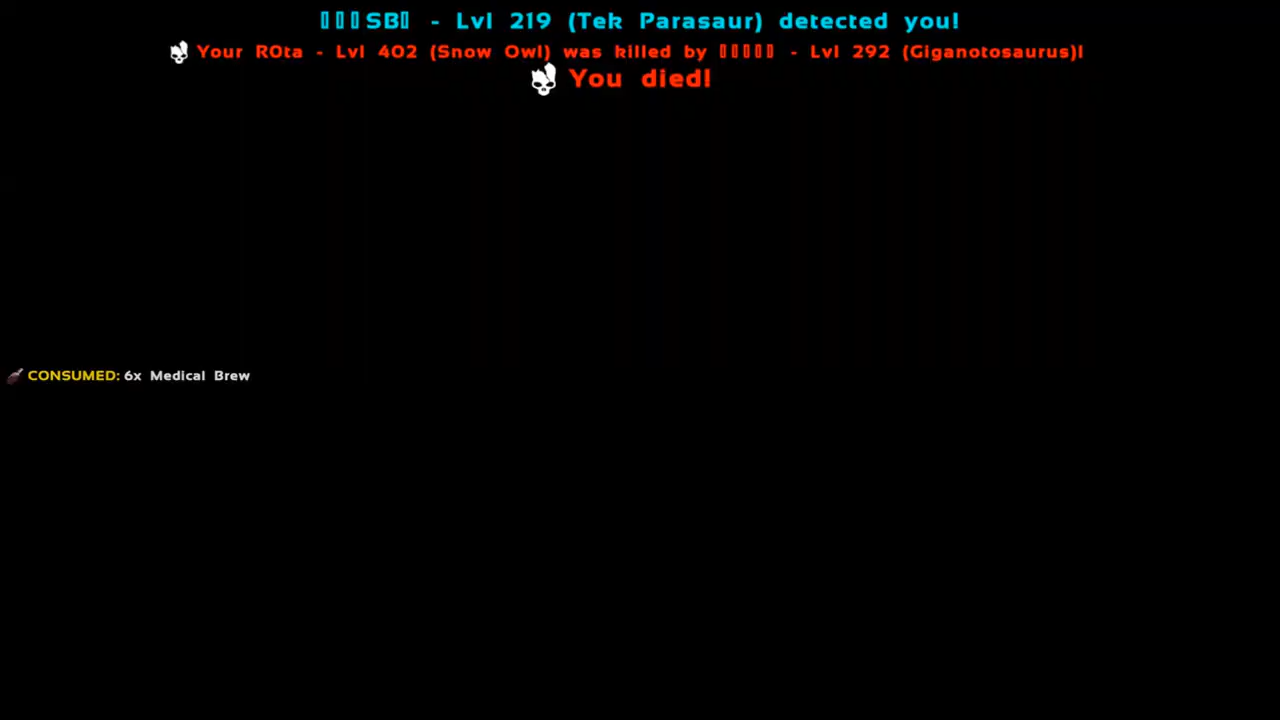 SB - Lvl 219 (Tek Parasaur) detected you!
Your R0ta - Lvl 402 (Snow Owl) was killed by - Lvl 292 (Giganotosaurus)!
You died!
CONSUMED: 6x Medical Brew